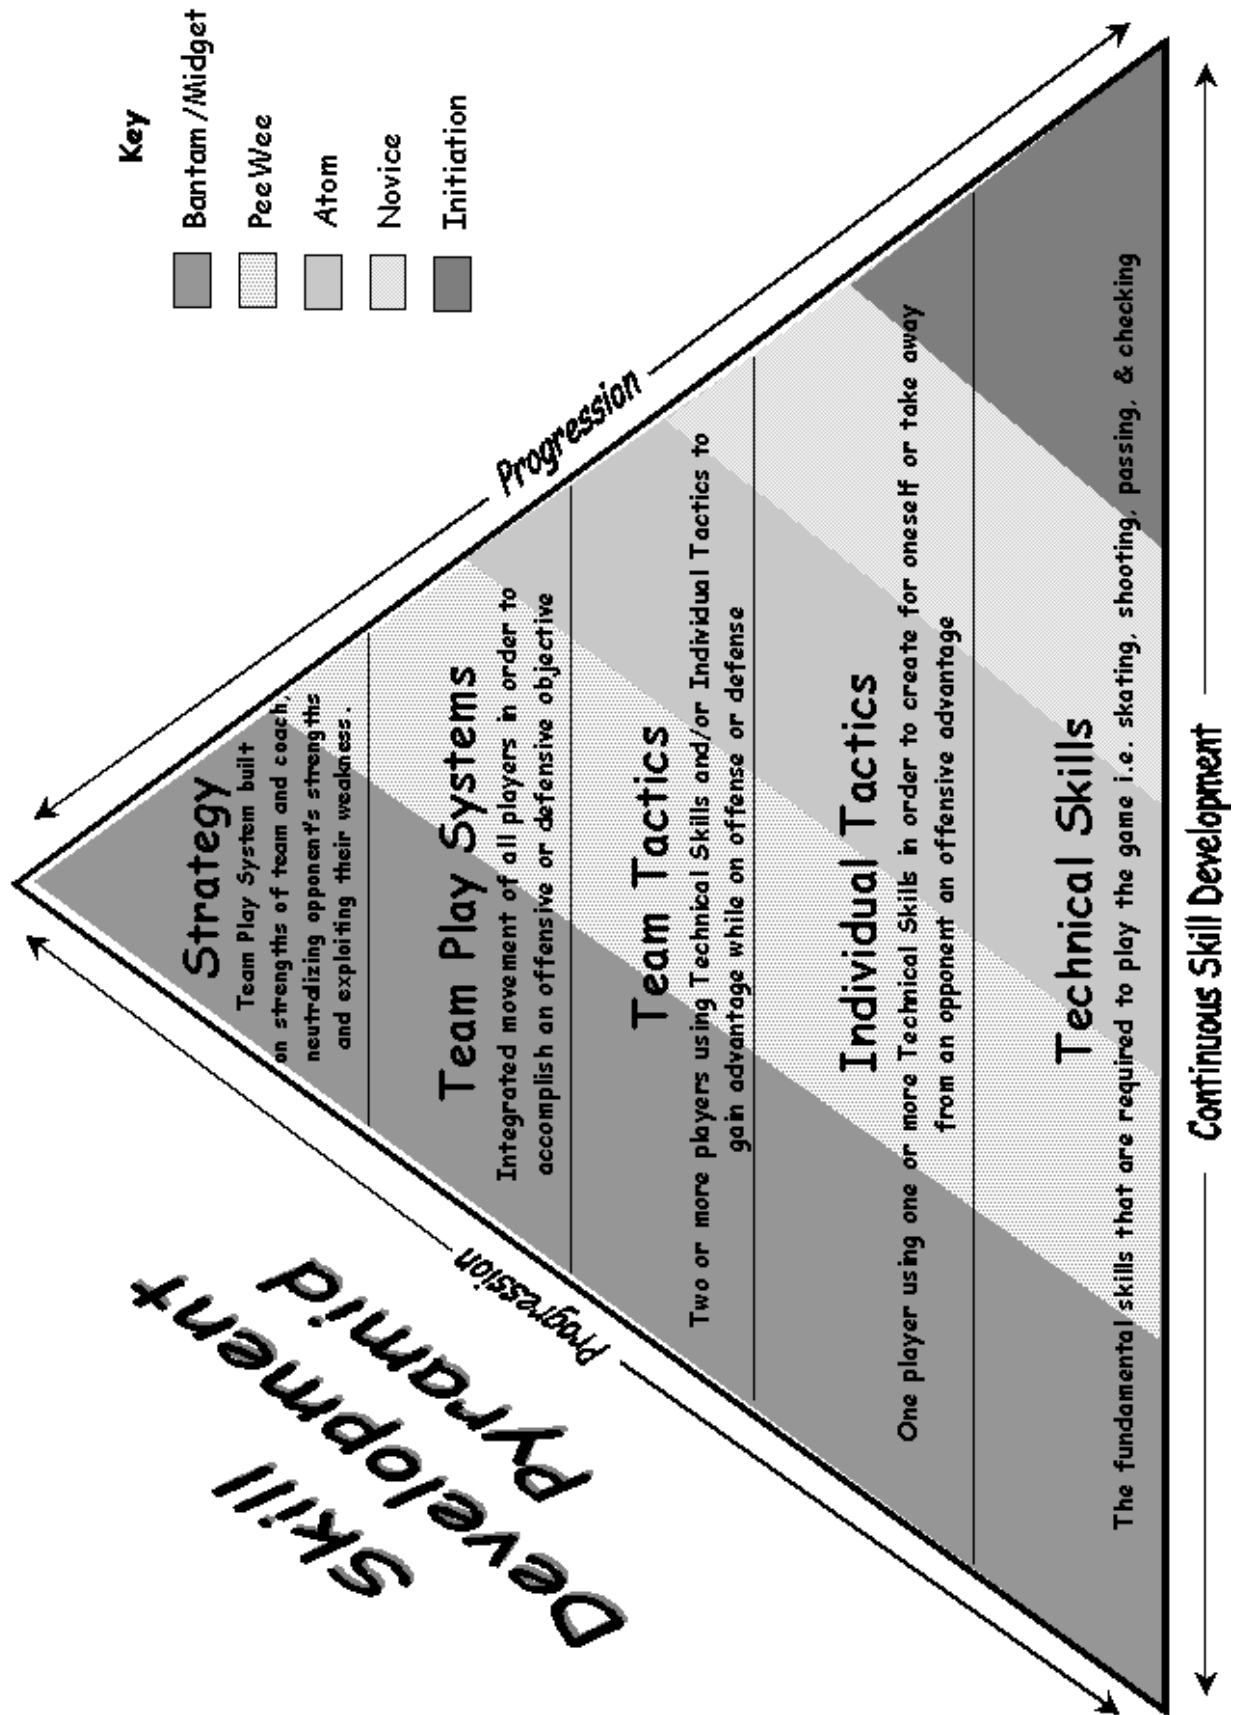 Skill
Development
Pyramid
Key
Bantam/Midget
PeeWee
Atom
Novice
Initiation
Progression
Progression
Strategy
Team Play System built
on strengths of team and coach,
neutralizing opponent's strengths
and exploiting their weakness.
Team Play Systems
Integrated movement of all players in order to
accomplish an offensive or defensive objective
Team Tactics
Two or more players using Technical Skills and/or Individual Tactics to
gain advantage while on offense or defense
Individual Tactics
One player using one or more Technical Skills in order to create for oneself or take away
from an opponent an offensive advantage
Technical Skills
The fundamental skills that are required to play the game i.e. skating, shooting, passing, & checking
Continuous Skill Development